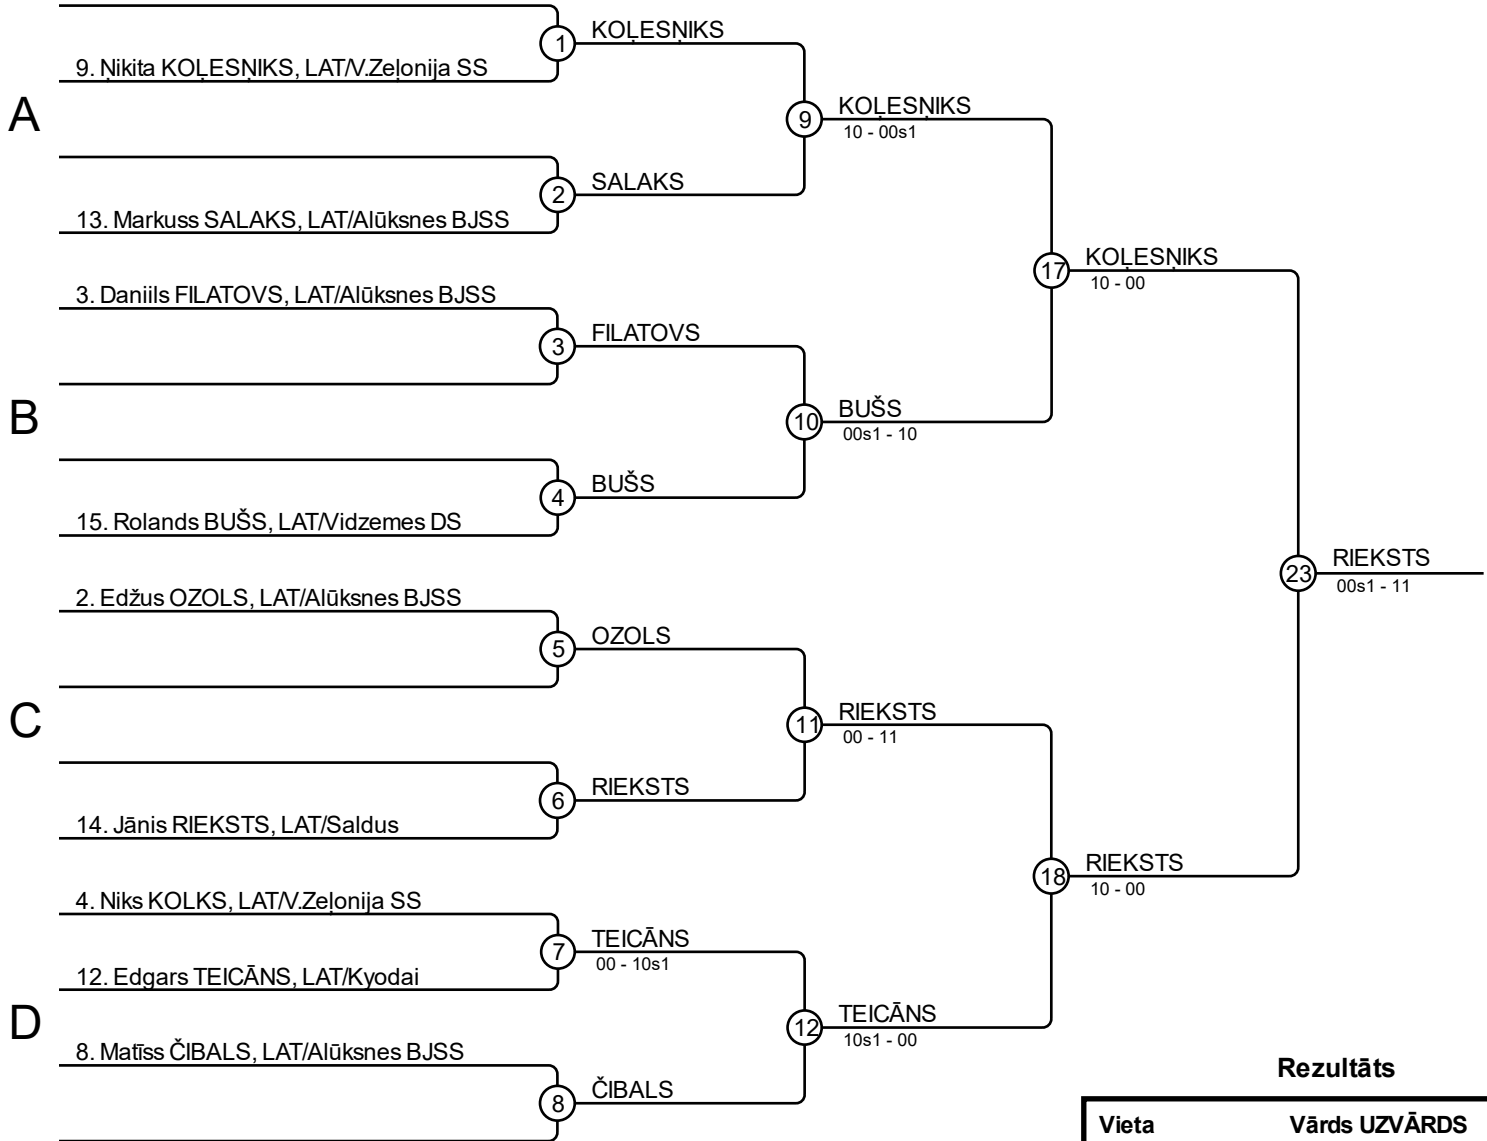 KOĻESŅIKS
1
9. Ņikita KOĻESŅIKS, LAT/V.Zeļonija SS
A
KOĻESŅIKS
9
10 - 00s1
SALAKS
2
13. Markuss SALAKS, LAT/Alūksnes BJSS
KOĻESŅIKS
17
10 - 00
3. Daniils FILATOVS, LAT/Alūksnes BJSS
FILATOVS
3
B
BUŠS
10
00s1 - 10
BUŠS
4
15. Rolands BUŠS, LAT/Vidzemes DS
RIEKSTS
23
00s1 - 11
2. Edžus OZOLS, LAT/Alūksnes BJSS
OZOLS
5
C
RIEKSTS
11
00 - 11
RIEKSTS
6
14. Jānis RIEKSTS, LAT/Saldus
RIEKSTS
18
10 - 00
4. Niks KOLKS, LAT/V.Zeļonija SS
TEICĀNS
7
00 - 10s1
12. Edgars TEICĀNS, LAT/Kyodai
D
TEICĀNS
12
10s1 - 00
8. Matīss ČIBALS, LAT/Alūksnes BJSS
ČIBALS
8
Rezultāts
Vieta Vārds UZVĀRDS